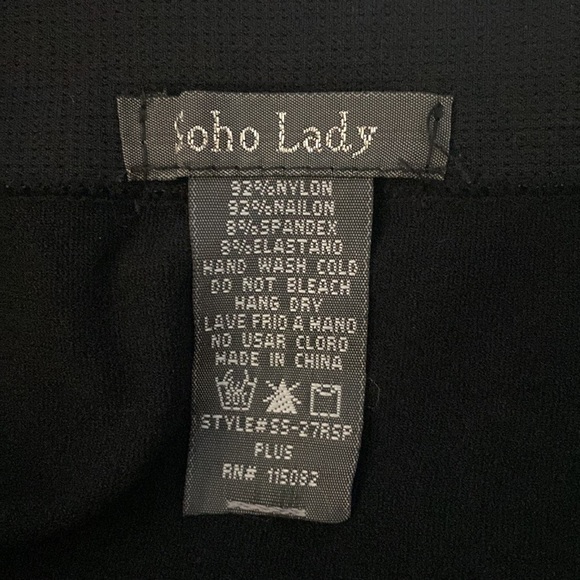 Soho Lady
92%NYLON
92%NAILON
8%SPANDEX
8%ELASTANO
HAND WASH COLD
DO NOT BLEACH
HANG DRY
LAVE FRIO A MANO
NO USAR CLORO
MADE IN CHINA
STYLE#SS-27RSP
PLUS
RN# 115082